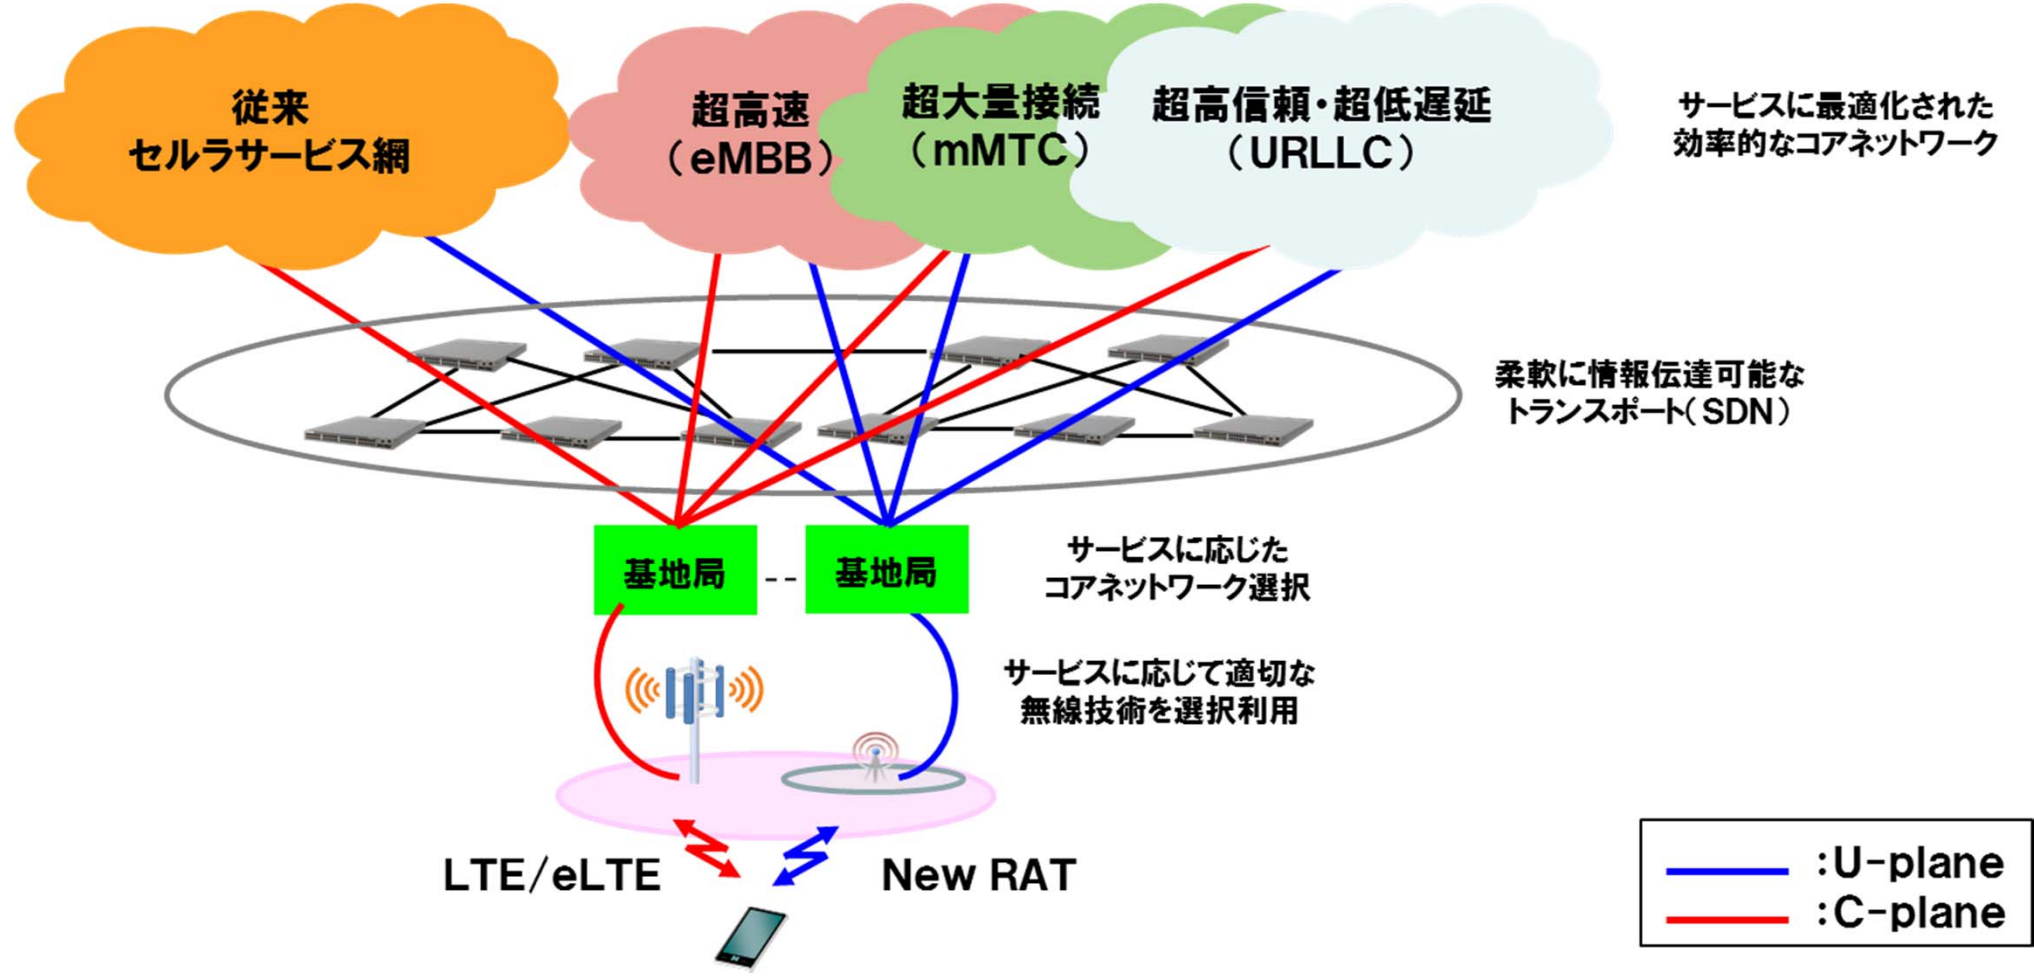 従来
セルラサービス網
超高速
（eMBB）
超大量接続
（mMTC）
超高信頼・超低遅延
（URLLC）
サービスに最適化された
効率的なコアネットワーク
柔軟に情報伝達可能な
トランスポート（SDN）
基地局
--
基地局
サービスに応じた
コアネットワーク選択
サービスに応じて適切な
無線技術を選択利用
LTE/eLTE
New RAT
:U-plane
:C-plane